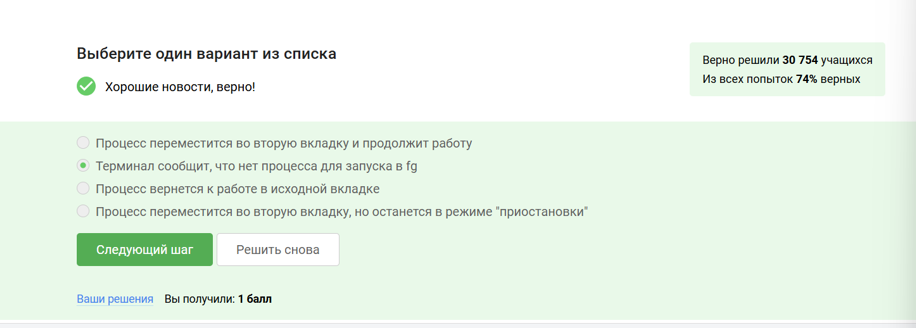 Выберите один вариант из списка
Хорошие новости, верно!
Верно решили 30 754 учащихся
Из всех попыток 74% верных
Процесс переместится во вторую вкладку и продолжит работу
Терминал сообщит, что нет процесса для запуска в fg
Процесс вернется к работе в исходной вкладке
Процесс переместится во вторую вкладку, но останется в режиме "приостановки"
Следующий шаг
Решить снова
Ваши решения Вы получили: 1 балл